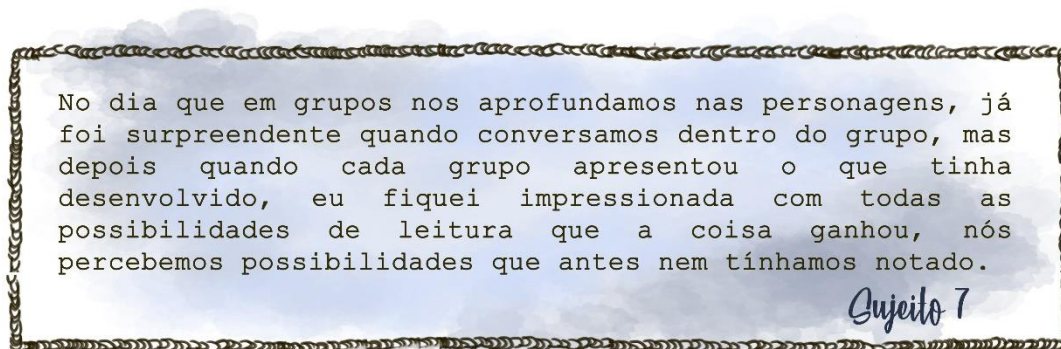 No dia que em grupos nos aprofundamos nas personagens, já
foi surpreendente quando conversamos dentro do grupo, mas
depois quando cada grupo apresentou o que tinha
desenvolvido, eu fiquei impressionada com todas as
possibilidades de leitura que a coisa ganhou, nós
percebemos possibilidades que antes nem tínhamos notado.
Sujeito 7